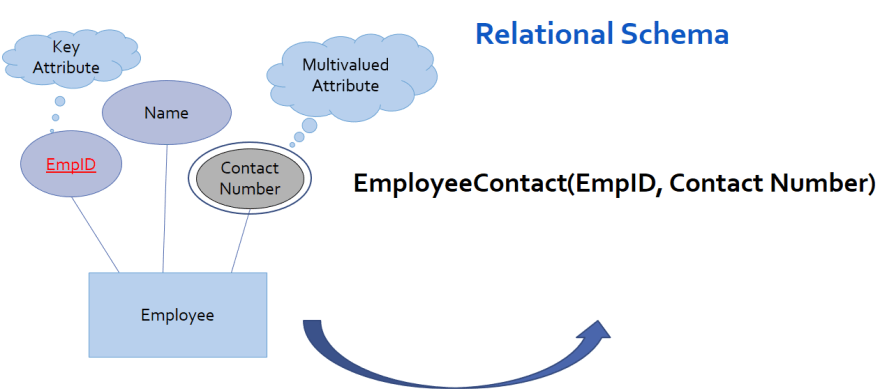 Relational Schema
Key
Attribute
Multivalued
Attribute
Name
EmpID
Contact
Number
EmployeeContact(EmpID, Contact Number)
Employee